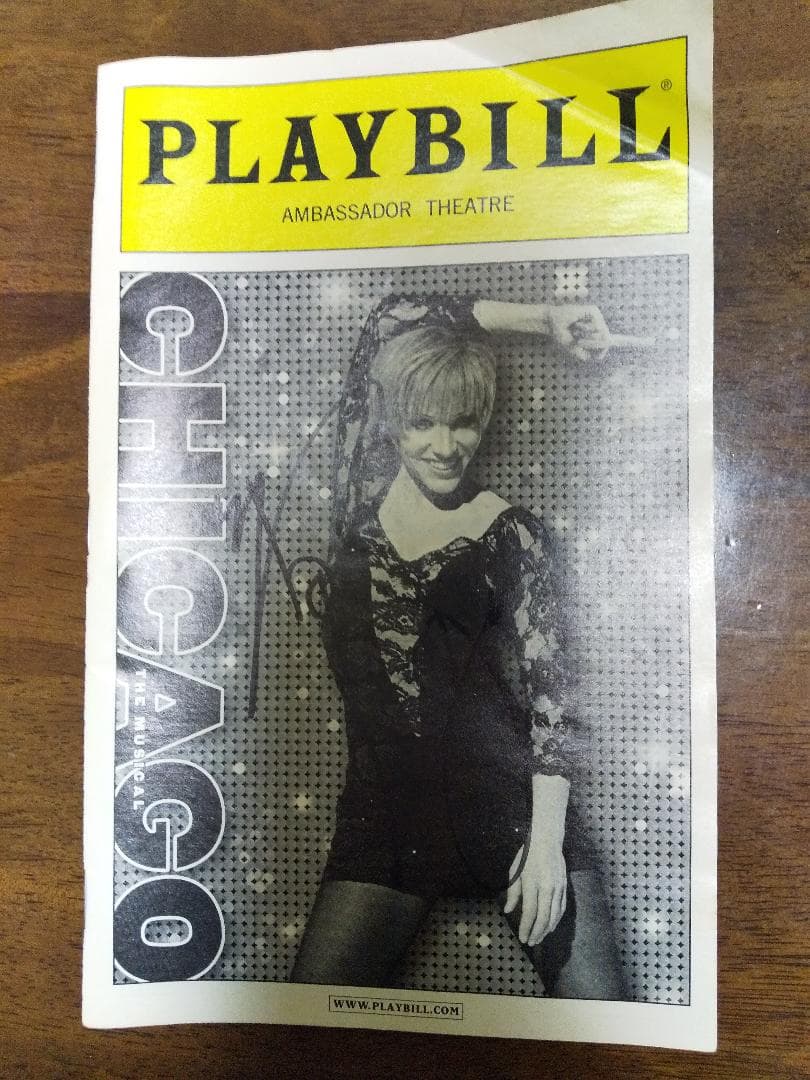 PLAYBILL®
AMBASSADOR THEATRE
CHICAGO
THE MUSICAL
WWW.PLAYBILL.COM